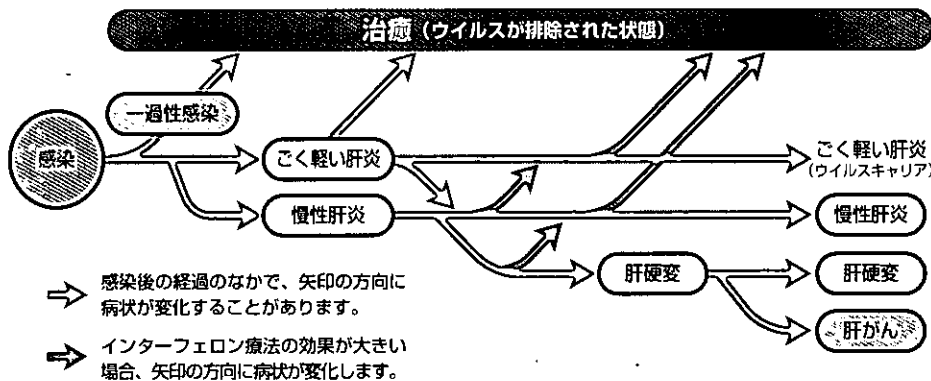 治癒（ウイルスが排除された状態）
一過性感染
感染
ごく軽い肝炎
ごく軽い肝炎
（ウイルスキャリア）
慢性肝炎
慢性肝炎
肝硬変
肝硬変
肝がん
感染後の経過のなかで、矢印の方向に
病状が変化することがあります。
インターフェロン療法の効果が大きい
場合、矢印の方向に病状が変化します。